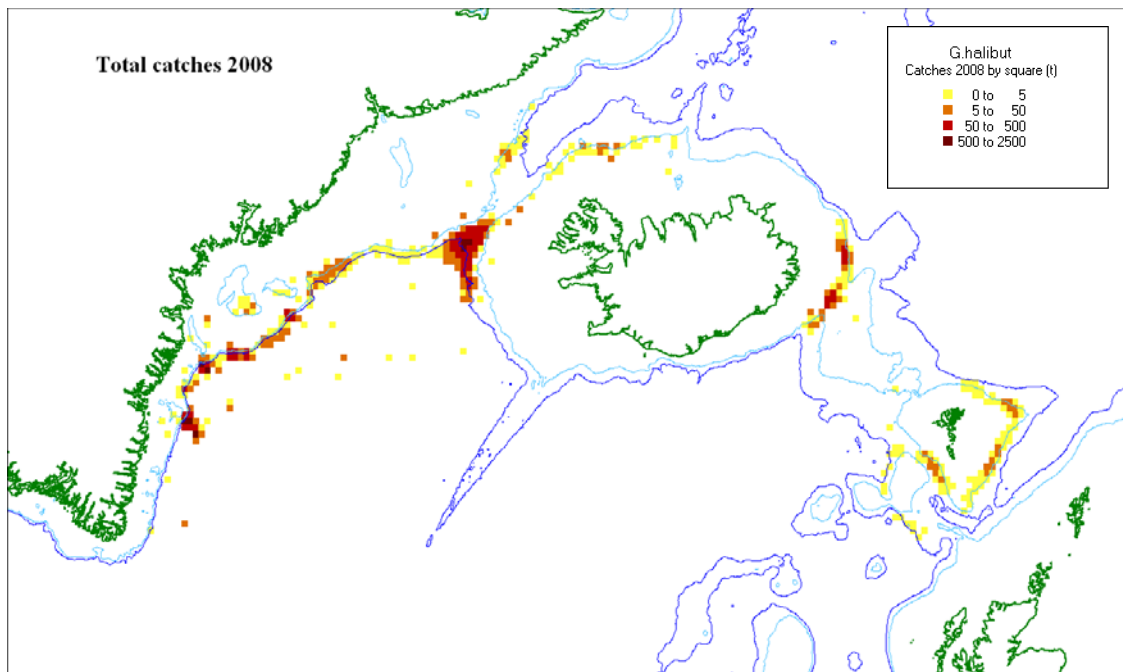 Total catches 2008
G.halibut
Catches 2008 by square (t)
0 to 5
5 to 50
50 to 500
500 to 2500